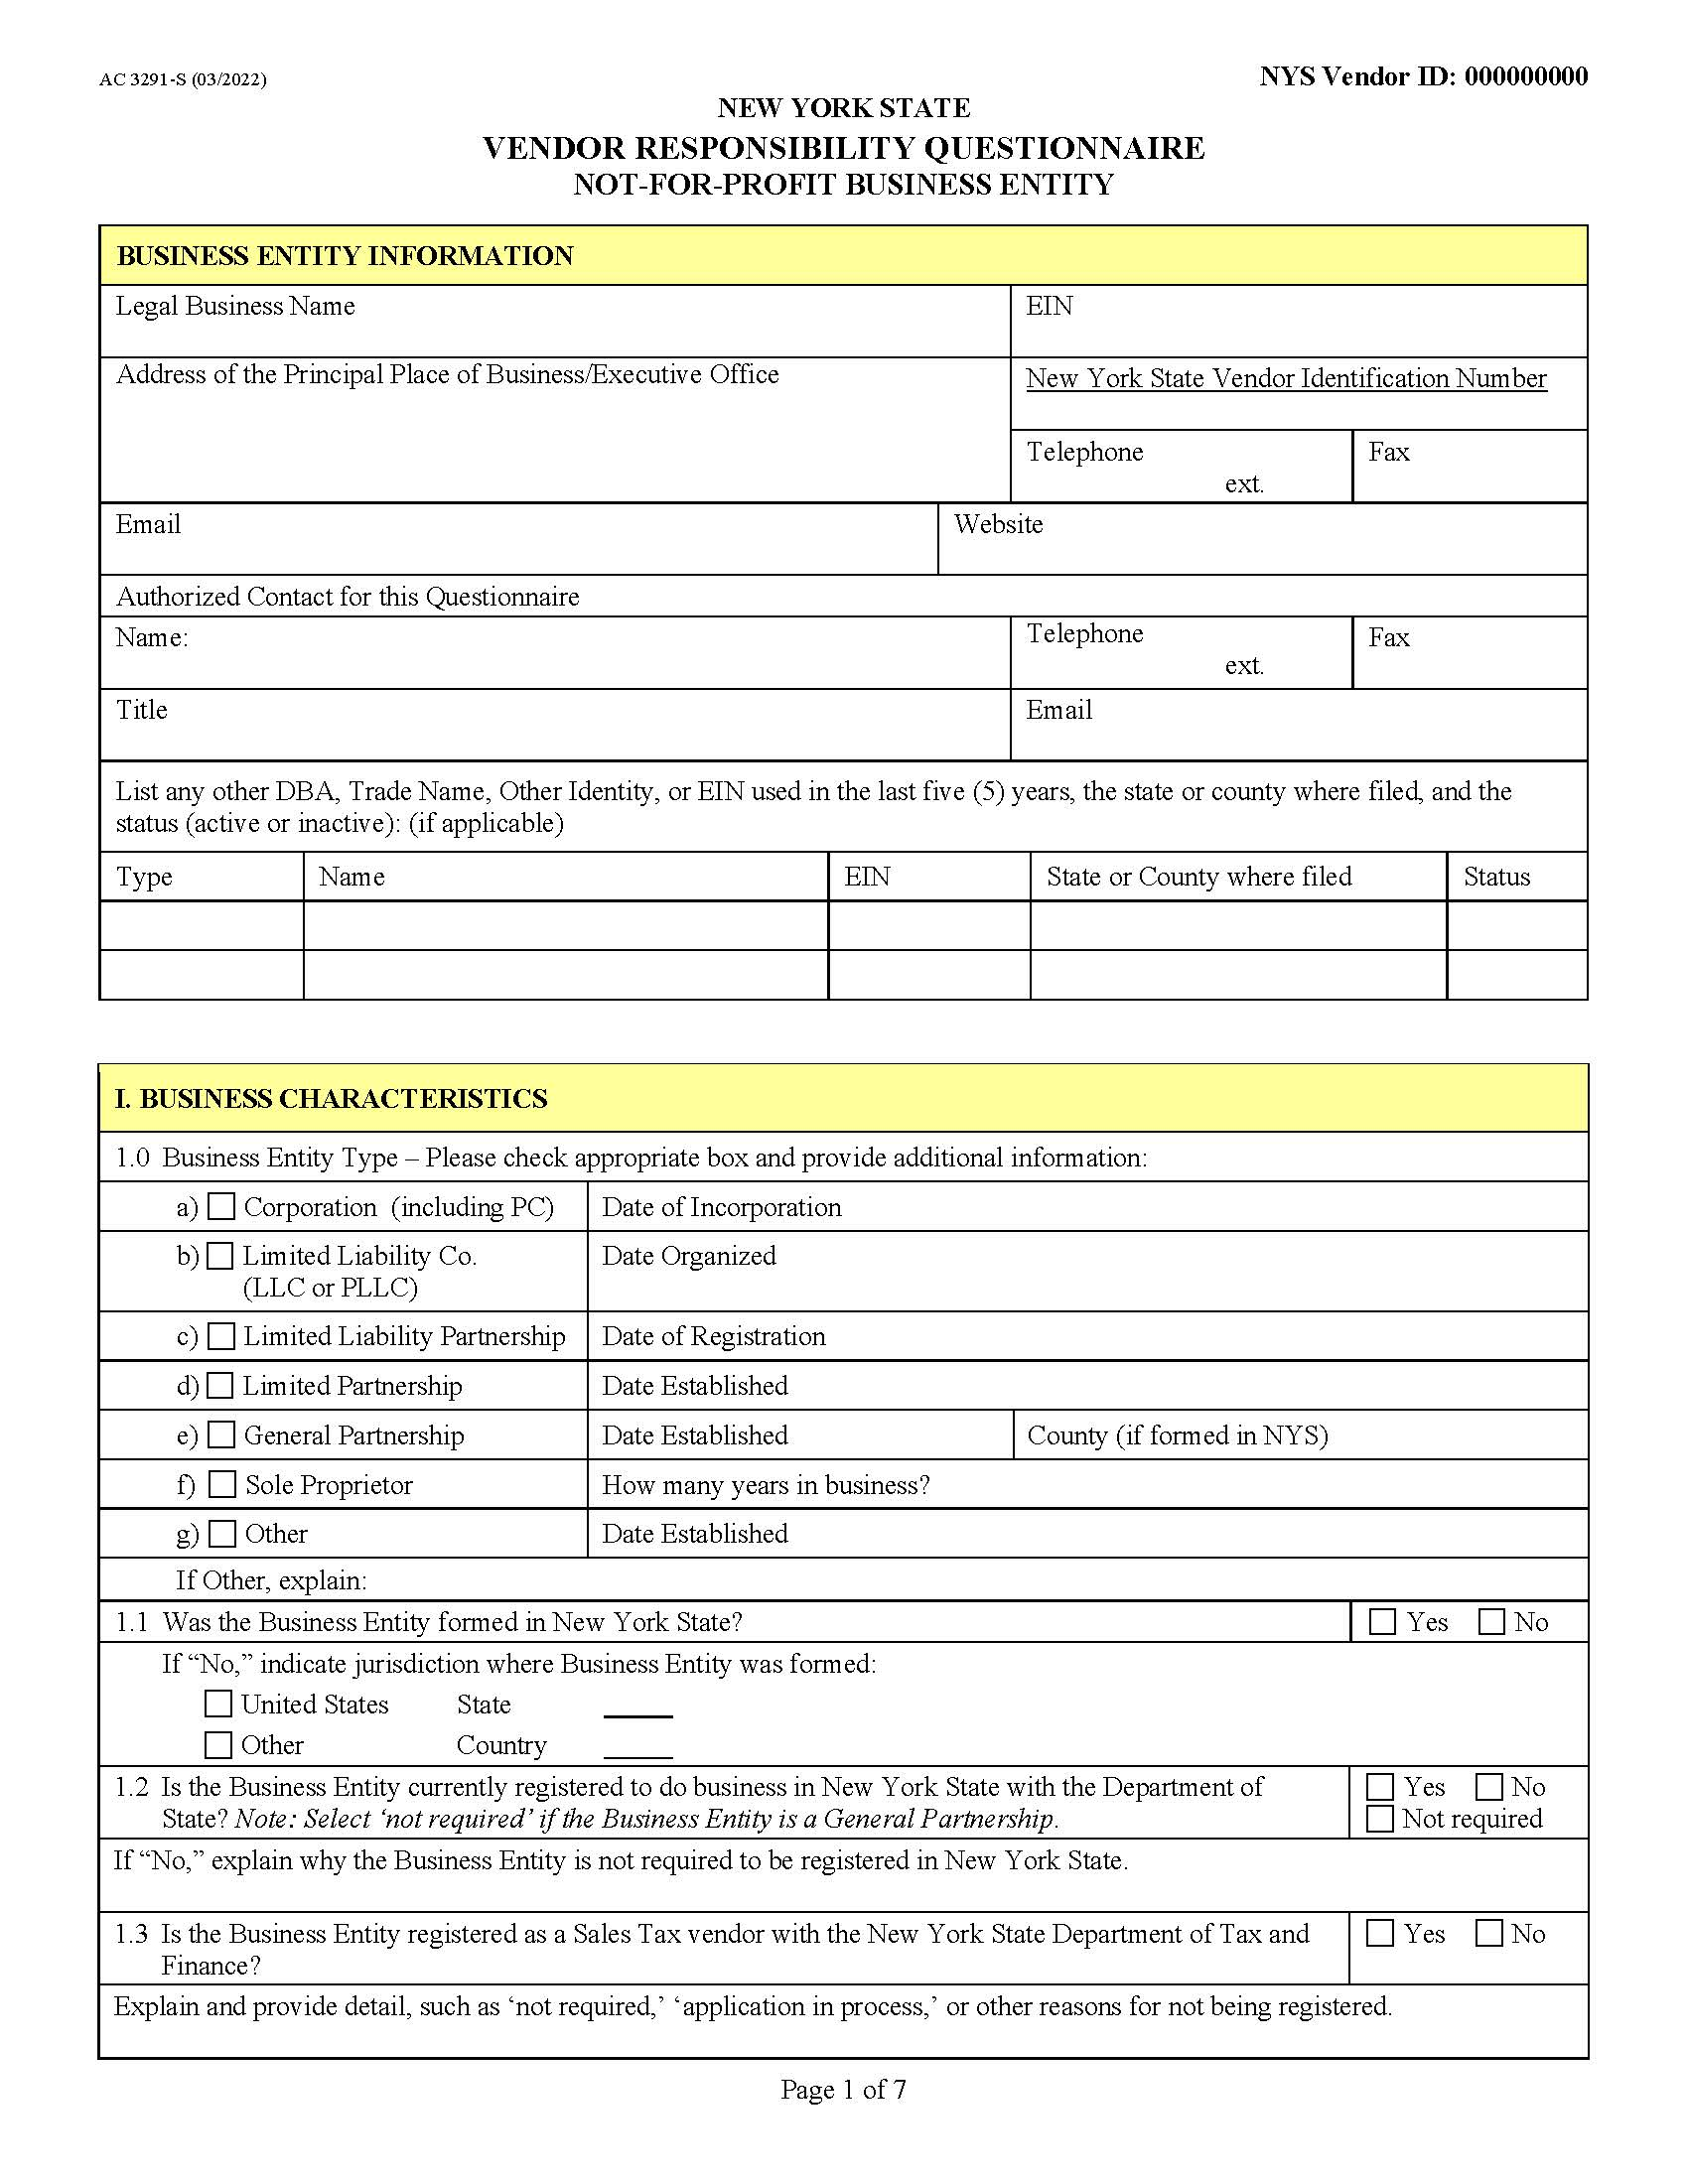 AC 3291-S (03/2022)
NYS Vendor ID: 000000000
NEW YORK STATE
VENDOR RESPONSIBILITY QUESTIONNAIRE
NOT-FOR-PROFIT BUSINESS ENTITY
BUSINESS ENTITY INFORMATION
Legal Business Name
EIN
Address of the Principal Place of Business/Executive Office
New York State Vendor Identification Number
Telephone
ext.
Fax
Email
Website
Authorized Contact for this Questionnaire
Name:
Telephone
ext.
Fax
Title
Email
List any other DBA, Trade Name, Other Identity, or EIN used in the last five (5) years, the state or county where filed, and the
status (active or inactive): (if applicable)
Type
Name
EIN
State or County where filed
Status
I. BUSINESS CHARACTERISTICS
1.0 Business Entity Type – Please check appropriate box and provide additional information:
a) Corporation (including PC)
Date of Incorporation
b) Limited Liability Co.
(LLC or PLLC)
Date Organized
c) Limited Liability Partnership
Date of Registration
d) Limited Partnership
Date Established
e) General Partnership
Date Established
County (if formed in NYS)
f) Sole Proprietor
How many years in business?
g) Other
Date Established
If Other, explain:
1.1 Was the Business Entity formed in New York State?
Yes No
If “No,” indicate jurisdiction where Business Entity was formed:
United States State
Other Country
1.2 Is the Business Entity currently registered to do business in New York State with the Department of
State? Note: Select ‘not required’ if the Business Entity is a General Partnership.
Yes No
Not required
If “No,” explain why the Business Entity is not required to be registered in New York State.
1.3 Is the Business Entity registered as a Sales Tax vendor with the New York State Department of Tax and
Finance?
Yes No
Explain and provide detail, such as ‘not required,’ ‘application in process,’ or other reasons for not being registered.
Page 1 of 7